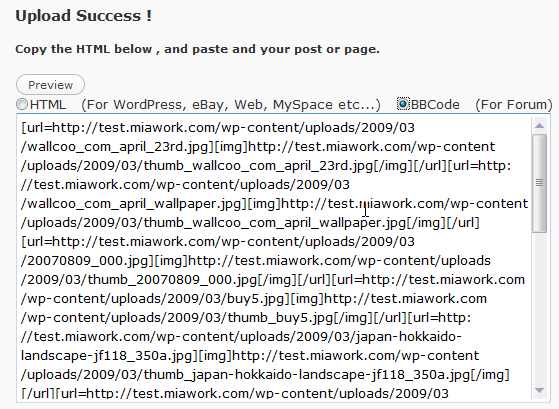 Upload Success !
Copy the HTML below , and paste and your post or page.
Preview
HTML (For WordPress, eBay, Web, MySpace etc...) BBCode (For Forum)
[url=http://test.miawork.com/wp-content/uploads/2009/03
/wallcoo_com_april_23rd.jpg][img]http://test.miawork.com/wp-content
/uploads/2009/03/thumb_wallcoo_com_april_23rd.jpg[/img][/url][url=http:
//test.miawork.com/wp-content/uploads/2009/03
/wallcoo_com_april_wallpaper.jpg][img]http://test.miawork.com/wp-content
/uploads/2009/03/thumb_wallcoo_com_april_wallpaper.jpg[/img][/url]
[url=http://test.miawork.com/wp-content/uploads/2009/03
/20070809_000.jpg][img]http://test.miawork.com/wp-content/uploads
/2009/03/thumb_20070809_000.jpg[/img][/url][url=http://test.miawork.com
/wp-content/uploads/2009/03/buy5.jpg][img]http://test.miawork.com
/wp-content/uploads/2009/03/thumb_buy5.jpg[/img][/url][url=http:
//test.miawork.com/wp-content/uploads/2009/03/japan-hokkaido-
landscape-jf118_350a.jpg][img]http://test.miawork.com/wp-content
/uploads/2009/03/thumb_japan-hokkaido-landscape-jf118_350a.jpg[/img]
[/url][url=http://test.miawork.com/wp-content/uploads/2009/03